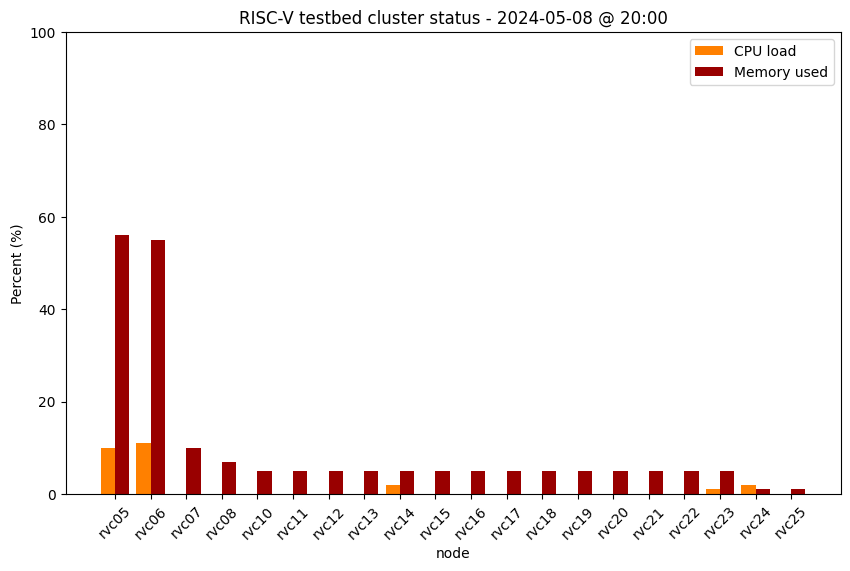 RISC-V testbed cluster status - 2024-05-08 @ 20:00
CPU load
Memory used
Percent (%)
100
80
60
40
20
0
rvc05
rvc06
rvc07
rvc08
rvc10
rvc11
rvc12
rvc13
rvc14
rvc15
rvc16
rvc17
rvc18
rvc19
rvc20
rvc21
rvc22
rvc23
rvc24
rvc25
node